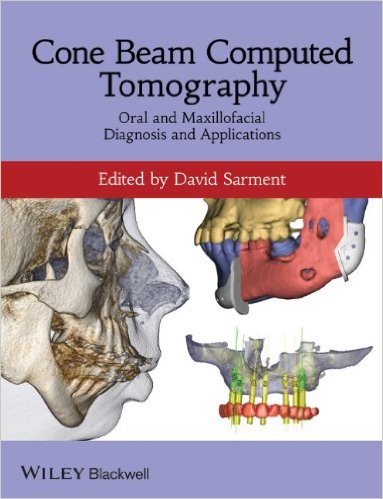 Cone Beam Computed
Tomography
Oral and Maxillofacial
Diagnosis and Applications
Edited by David Sarment
WILEY Blackwell